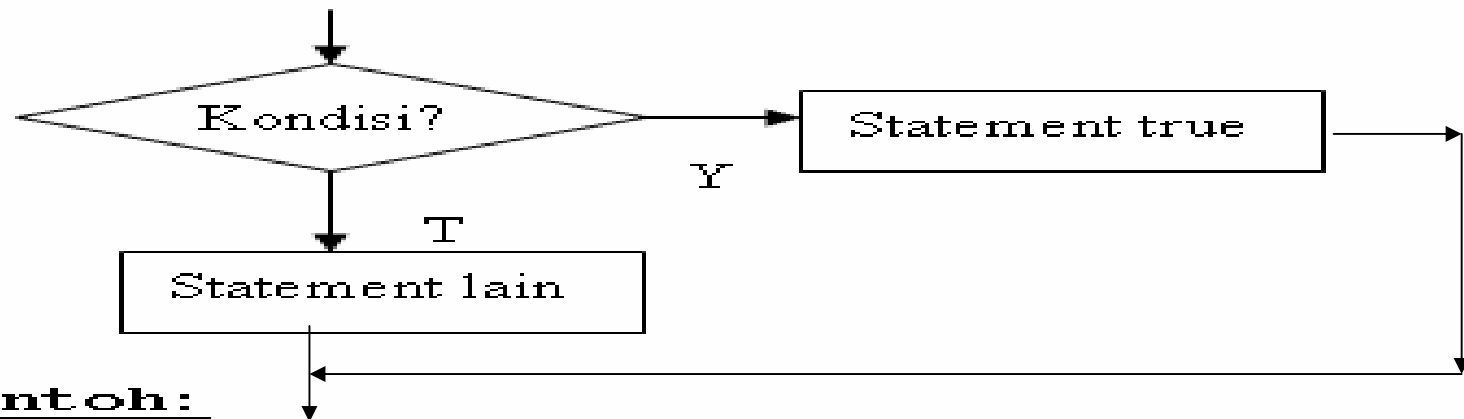 Kondisi?
Statement true
Y
T
Statement lain
ntoh: